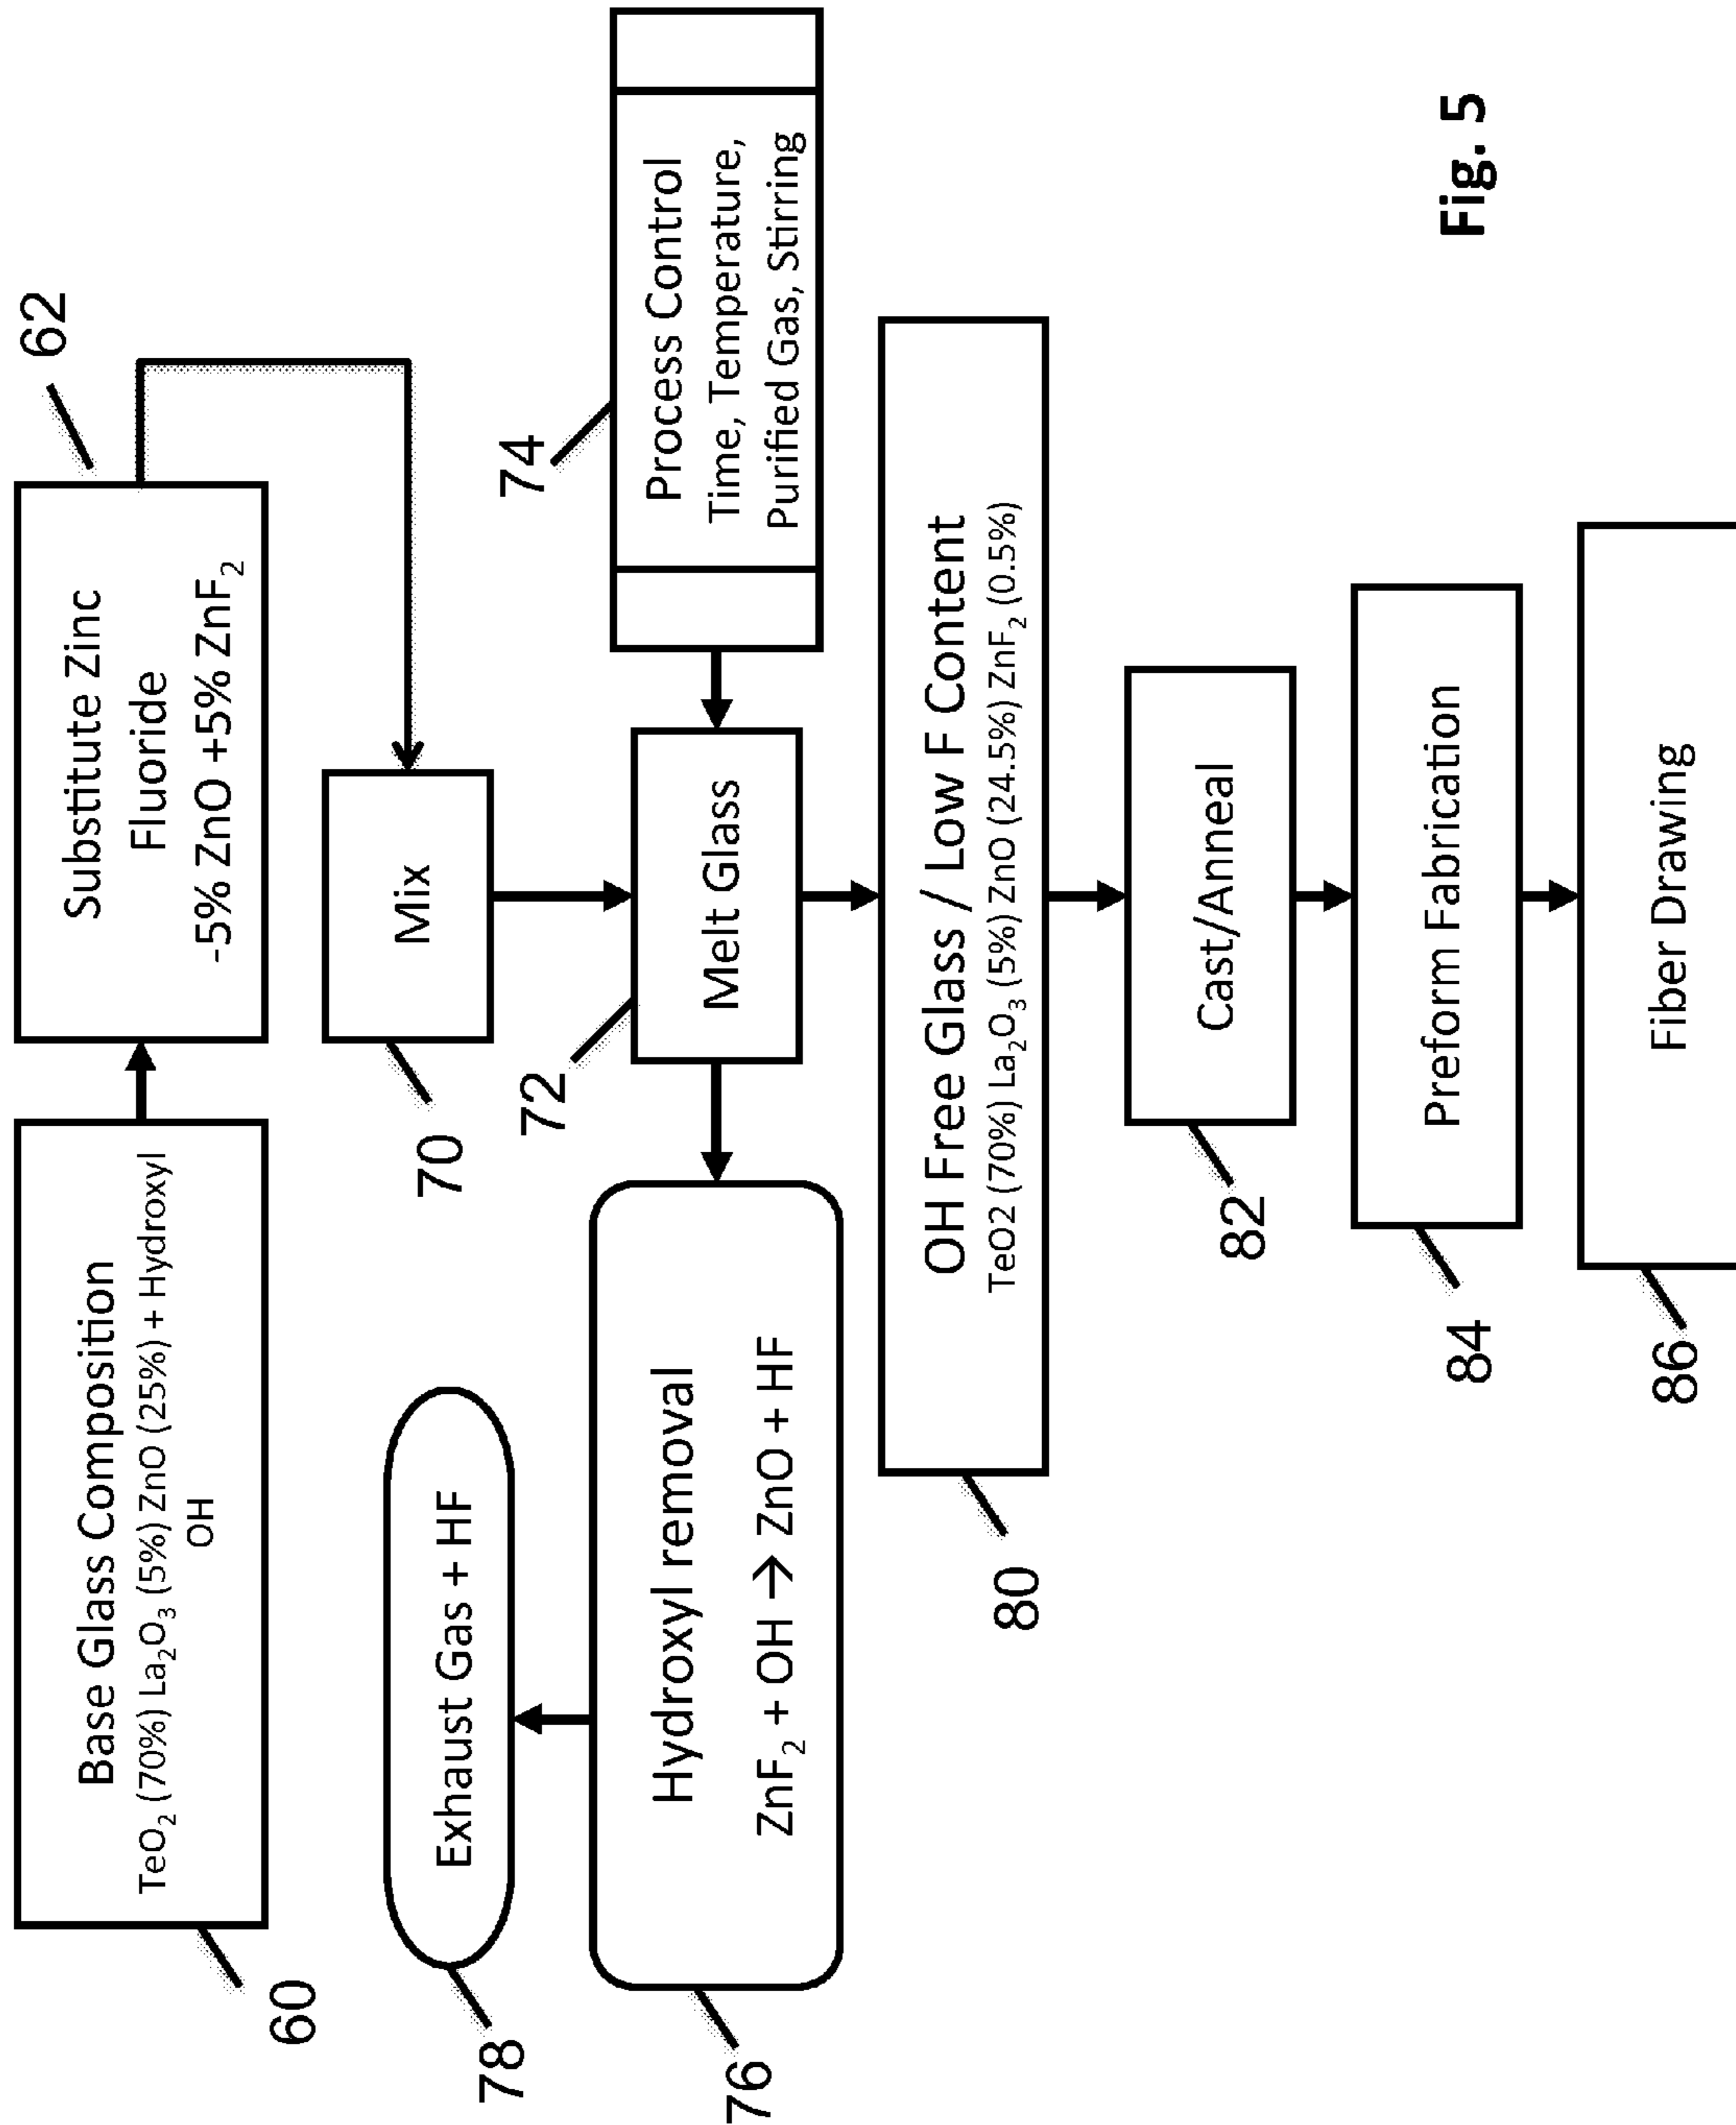 Base Glass Composition
TeO₂ (70%) La₂O₃ (5%) ZnO (25%) + Hydroxyl
OH
60
Substitute Zinc
Fluoride
-5% ZnO +5% ZnF₂
62
Mix
70
Exhaust Gas + HF
78
Melt Glass
72
Process Control
Time, Temperature,
Purified Gas, Stirring
74
Hydroxyl removal
ZnF₂ + OH → ZnO + HF
76
OH Free Glass / Low F Content
TeO2 (70%) La₂O₃ (5%) ZnO (24.5%) ZnF₂ (0.5%)
80
Cast/Anneal
82
Preform Fabrication
84
Fiber Drawing
86
Fig. 5